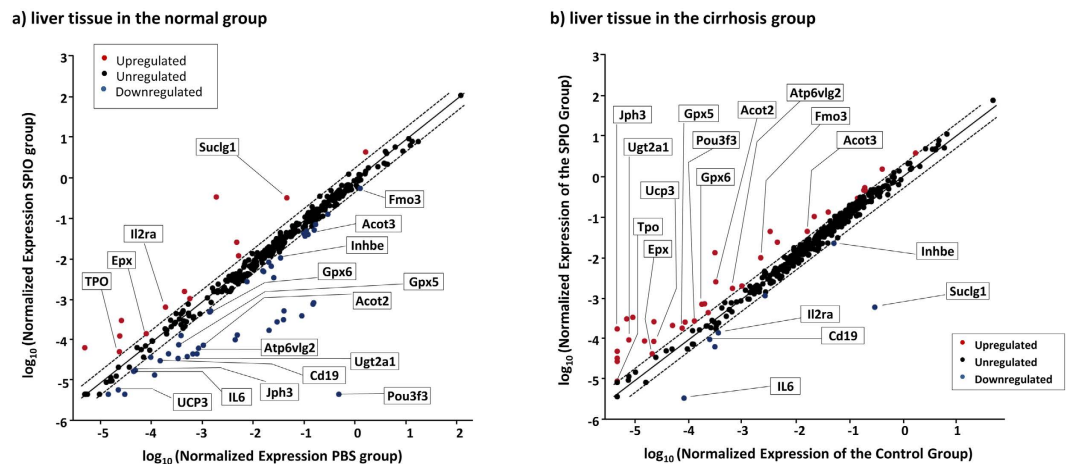 a) liver tissue in the normal group
Upregulated
Unregulated
Downregulated
log10 (Normalized Expression SPIO group)
3
2
1
0
-1
-2
-3
-4
-5
-6
Suclg1
Fmo3
Acot3
Il2ra
Inhbe
Epx
Gpx6
Gpx5
TPO
Acot2
Atp6vlg2
Ugt2a1
Cd19
Jph3
UCP3
IL6
Pou3f3
-5 -4 -3 -2 -1 0 1 2
log10 (Normalized Expression PBS group)
b) liver tissue in the cirrhosis group
log10 (Normalized Expression of the SPIO Group)
3
2
1
0
-1
-2
-3
-4
-5
-6
Atp6vlg2
Jph3
Gpx5
Acot2
Fmo3
Pou3f3
Acot3
Ugt2a1
Gpx6
Ucp3
Tpo
Epx
Inhbe
Suclg1
Il2ra
Cd19
IL6
Upregulated
Unregulated
Downregulated
-5 -4 -3 -2 -1 0 1
log10 (Normalized Expression of the Control Group)